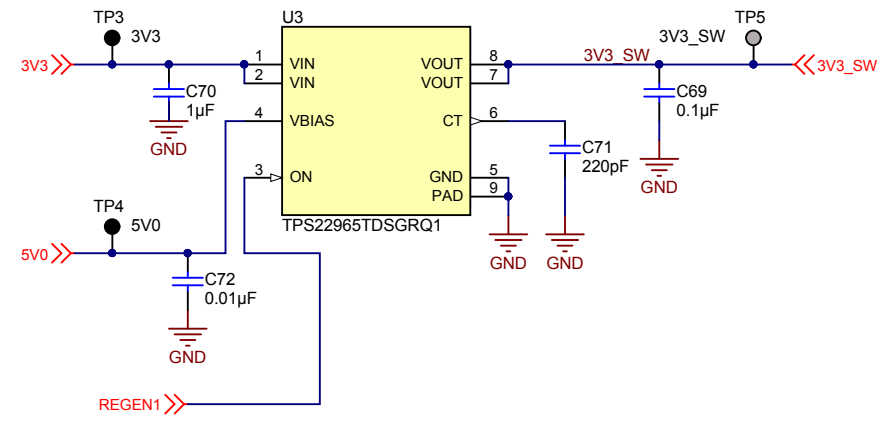 TP3
3V3
3V3
C70
1µF
GND
U3
1
VIN
2
VIN
4
VBIAS
3
ON
VOUT
8
VOUT
7
CT
6
GND
5
PAD
9
TPS22965TDSGRQ1
3V3_SW
3V3_SW
TP5
3V3_SW
C69
0.1µF
GND
C71
220pF
GND
GND
TP4
5V0
5V0
C72
0.01µF
GND
REGEN1